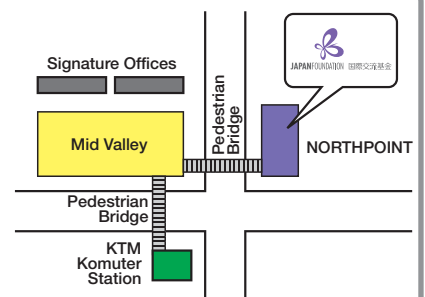 Signature Offices
JAPANFOUNDATION 国際交流基金
Mid Valley
Pedestrian
Bridge
NORTHPOINT
Pedestrian
Bridge
KTM
Komuter
Station